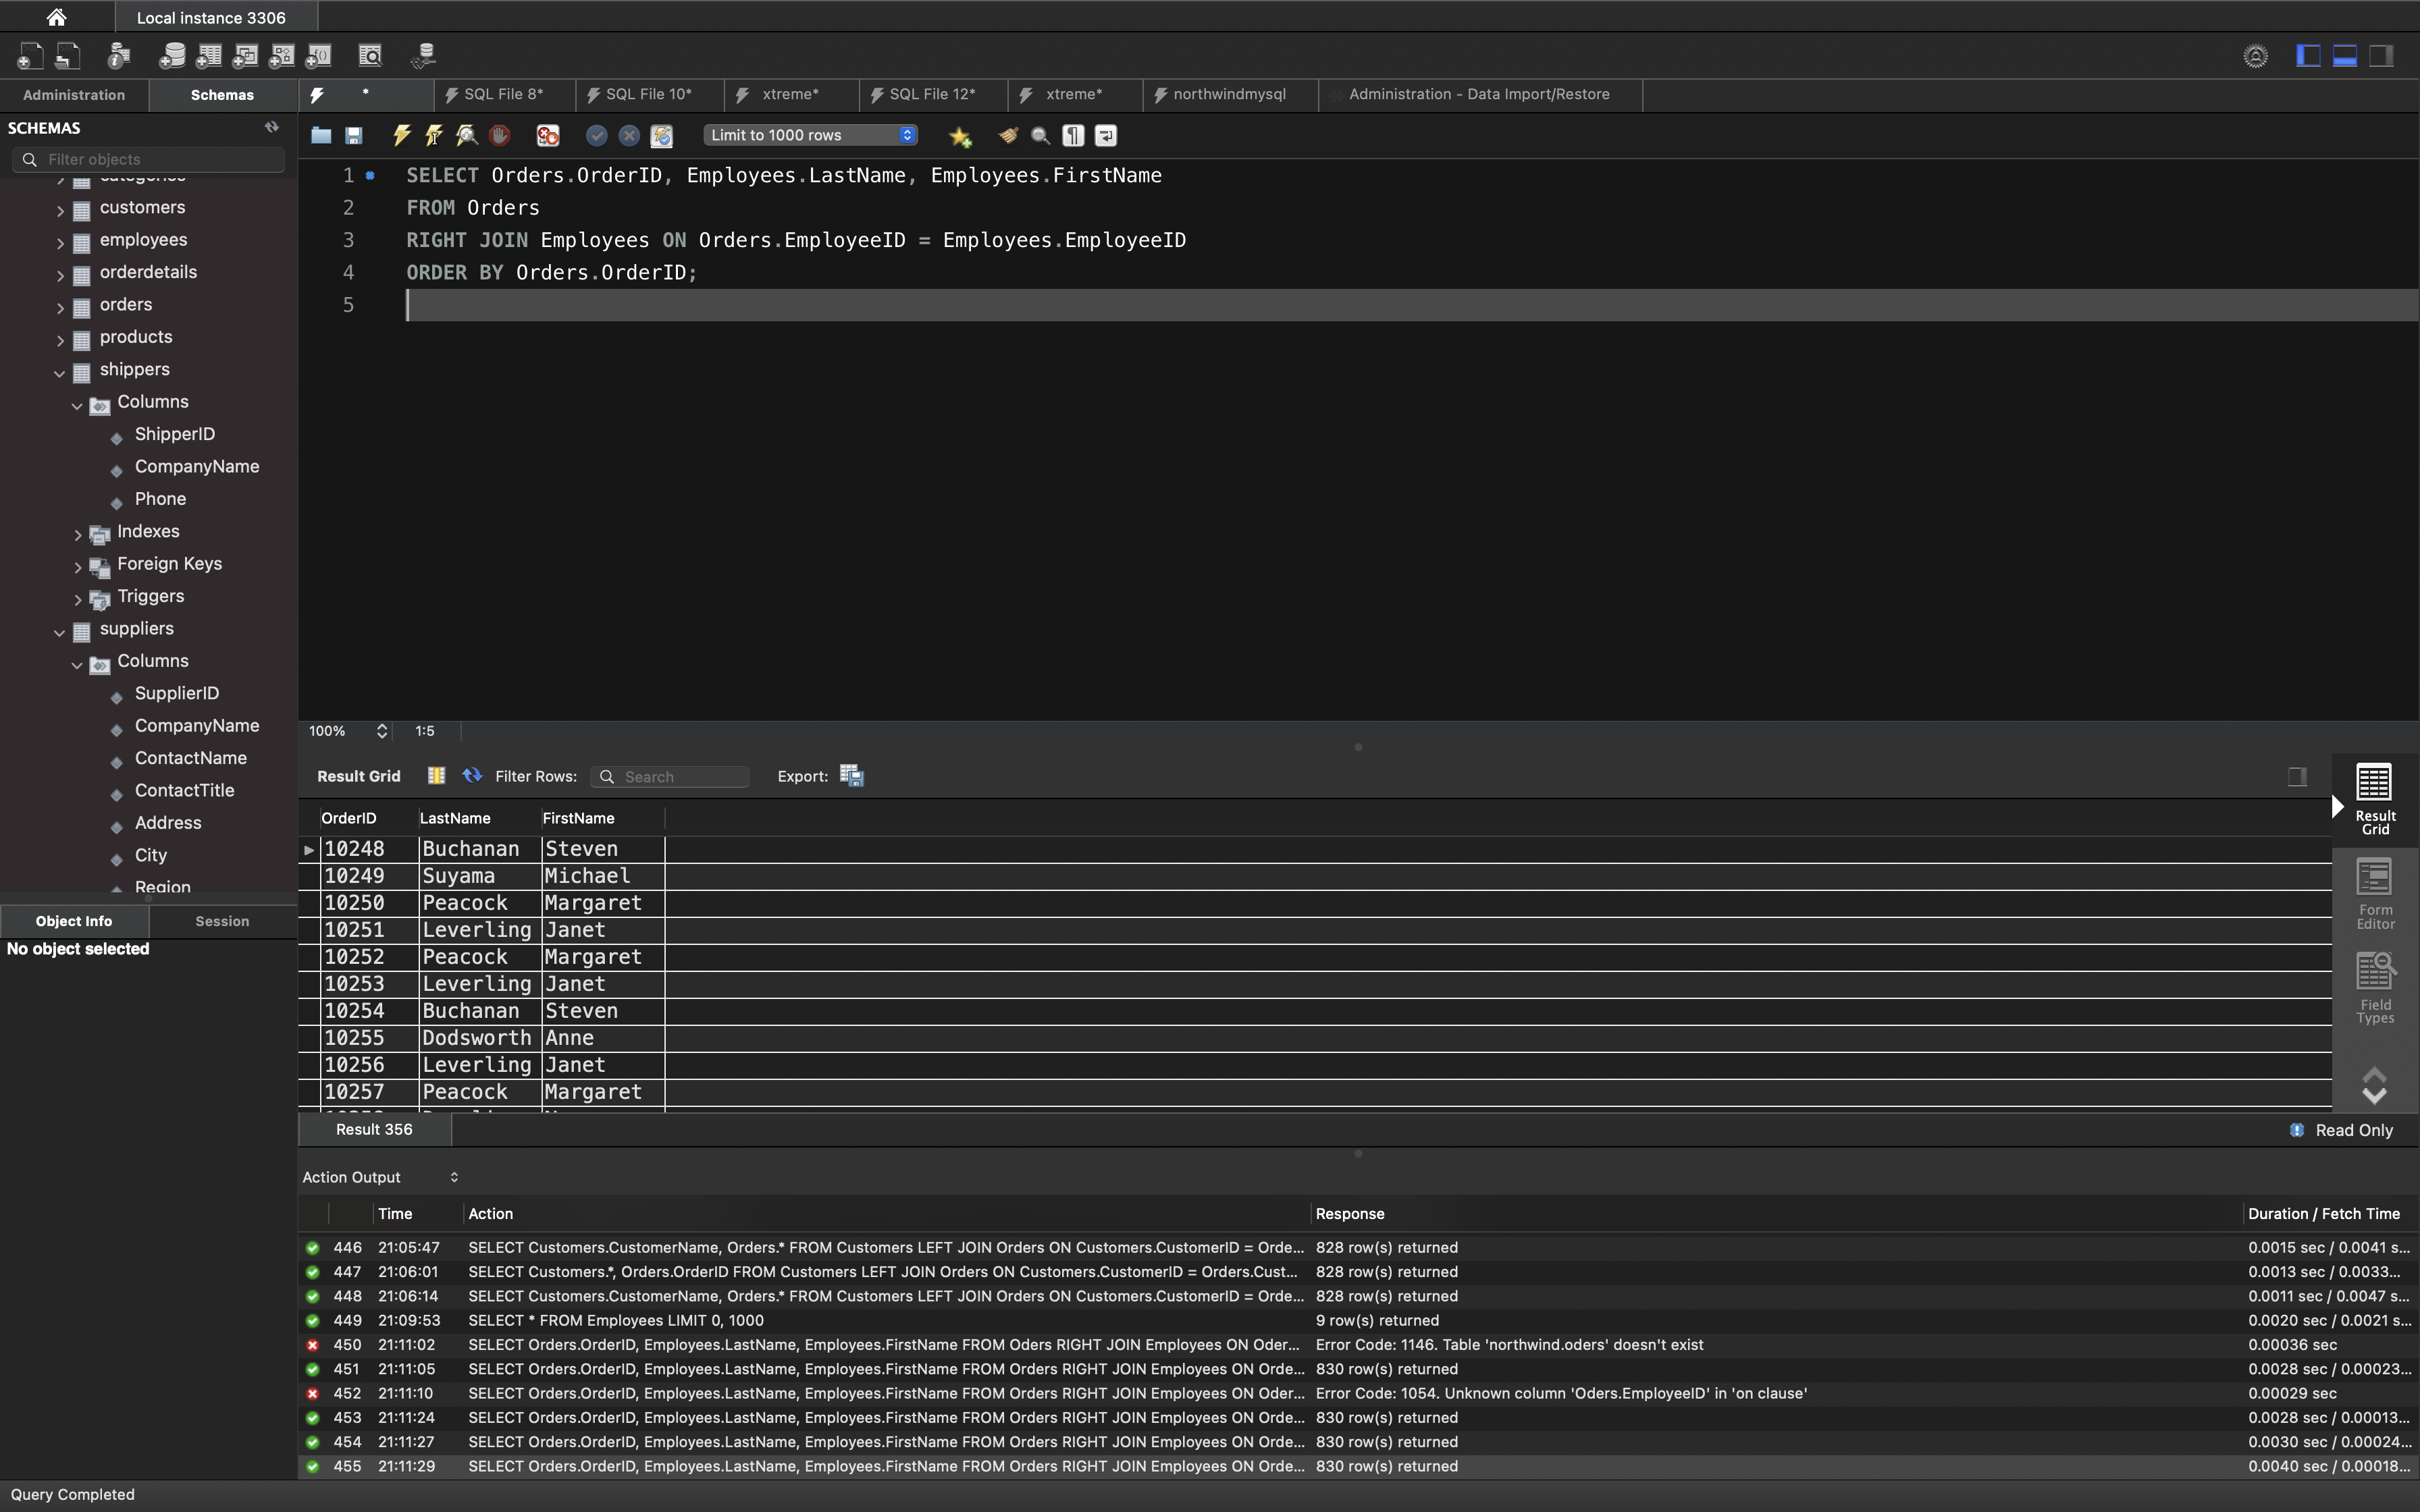 Local instance 3306
Administration
Schemas
*
SQL File 8*
SQL File 10*
xtreme*
SQL File 12*
xtreme*
northwindmysql
Administration - Data Import/Restore
SCHEMAS
Filter objects
categories
customers
employees
orderdetails
orders
products
shippers
Columns
ShipperID
CompanyName
Phone
Indexes
Foreign Keys
Triggers
suppliers
Columns
SupplierID
CompanyName
ContactName
ContactTitle
Address
City
Region
Object Info
Session
No object selected
Limit to 1000 rows
1 SELECT Orders.OrderID, Employees.LastName, Employees.FirstName
2 FROM Orders
3 RIGHT JOIN Employees ON Orders.EmployeeID = Employees.EmployeeID
4 ORDER BY Orders.OrderID;
5
100% 1:5
Result Grid Filter Rows: Search Export:
OrderID LastName FirstName
10248 Buchanan Steven
10249 Suyama Michael
10250 Peacock Margaret
10251 Leverling Janet
10252 Peacock Margaret
10253 Leverling Janet
10254 Buchanan Steven
10255 Dodsworth Anne
10256 Leverling Janet
10257 Peacock Margaret
Result
Grid
Form
Editor
Field
Types
Result 356
Read Only
Action Output
Time Action Response Duration / Fetch Time
446 21:05:47 SELECT Customers.CustomerName, Orders.* FROM Customers LEFT JOIN Orders ON Customers.CustomerID = Orde... 828 row(s) returned 0.0015 sec / 0.0041 s...
447 21:06:01 SELECT Customers.*, Orders.OrderID FROM Customers LEFT JOIN Orders ON Customers.CustomerID = Orders.Cust... 828 row(s) returned 0.0013 sec / 0.0033...
448 21:06:14 SELECT Customers.CustomerName, Orders.* FROM Customers LEFT JOIN Orders ON Customers.CustomerID = Orde... 828 row(s) returned 0.0011 sec / 0.0047 s...
449 21:09:53 SELECT * FROM Employees LIMIT 0, 1000 9 row(s) returned 0.0020 sec / 0.0021 s...
450 21:11:02 SELECT Orders.OrderID, Employees.LastName, Employees.FirstName FROM Oders RIGHT JOIN Employees ON Oder... Error Code: 1146. Table 'northwind.oders' doesn't exist 0.00036 sec
451 21:11:05 SELECT Orders.OrderID, Employees.LastName, Employees.FirstName FROM Orders RIGHT JOIN Employees ON Orde... 830 row(s) returned 0.0028 sec / 0.00023...
452 21:11:10 SELECT Orders.OrderID, Employees.LastName, Employees.FirstName FROM Orders RIGHT JOIN Employees ON Oder... Error Code: 1054. Unknown column 'Oders.EmployeeID' in 'on clause' 0.00029 sec
453 21:11:24 SELECT Orders.OrderID, Employees.LastName, Employees.FirstName FROM Orders RIGHT JOIN Employees ON Orde... 830 row(s) returned 0.0028 sec / 0.00013...
454 21:11:27 SELECT Orders.OrderID, Employees.LastName, Employees.FirstName FROM Orders RIGHT JOIN Employees ON Orde... 830 row(s) returned 0.0030 sec / 0.00024...
455 21:11:29 SELECT Orders.OrderID, Employees.LastName, Employees.FirstName FROM Orders RIGHT JOIN Employees ON Orde... 830 row(s) returned 0.0040 sec / 0.00018...
Query Completed